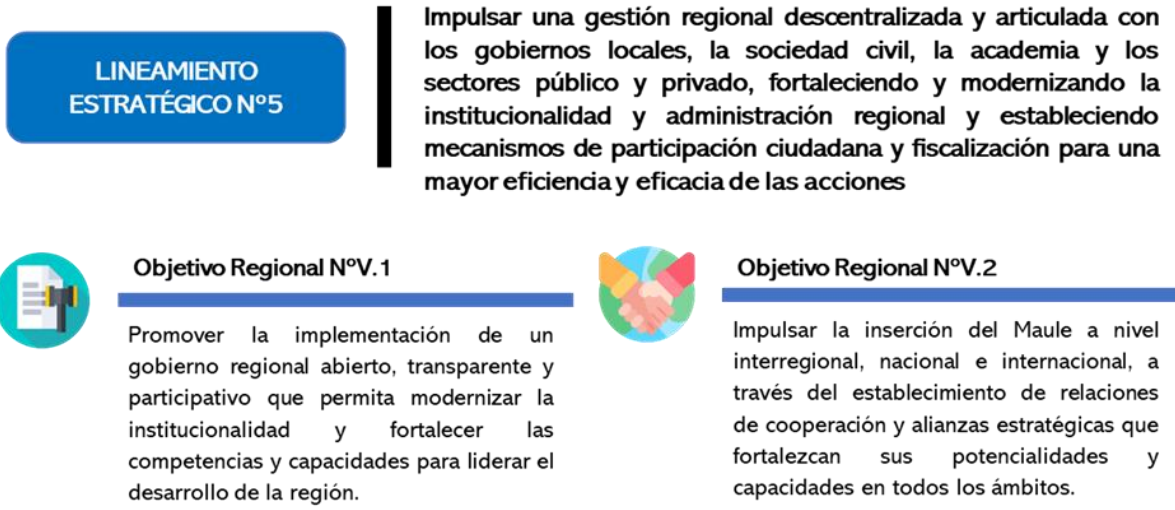 LINEAMIENTO
ESTRATÉGICO Nº5
Impulsar una gestión regional descentralizada y articulada con
los gobiernos locales, la sociedad civil, la academia y los
sectores público y privado, fortaleciendo y modernizando la
institucionalidad y administración regional y estableciendo
mecanismos de participación ciudadana y fiscalización para una
mayor eficiencia y eficacia de las acciones
Objetivo Regional NºV.1
Promover la implementación de un
gobierno regional abierto, transparente y
participativo que permita modernizar la
institucionalidad y fortalecer las
competencias y capacidades para liderar el
desarrollo de la región.
Objetivo Regional NºV.2
Impulsar la inserción del Maule a nivel
interregional, nacional e internacional, a
través del establecimiento de relaciones
de cooperación y alianzas estratégicas que
fortalezcan sus potencialidades y
capacidades en todos los ámbitos.